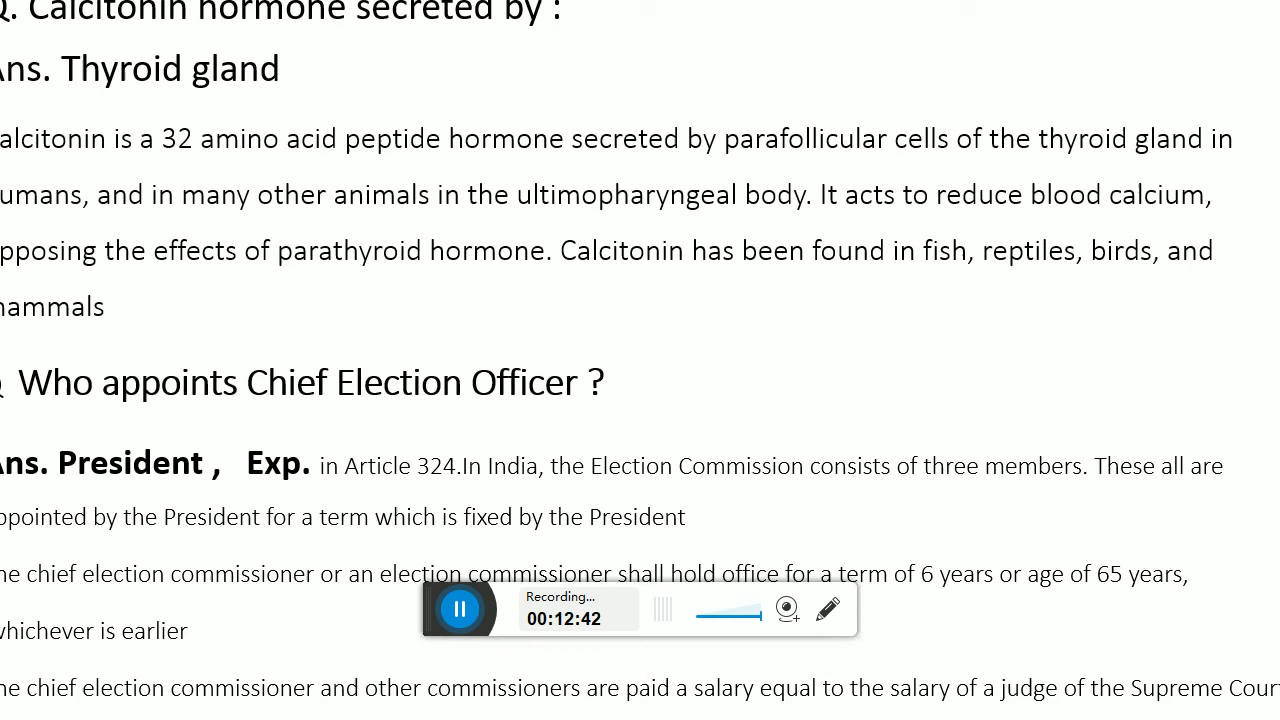 Q. Calcitonin hormone secreted by :
Ans. Thyroid gland
alcitonin is a 32 amino acid peptide hormone secreted by parafollicular cells of the thyroid gland in
umans, and in many other animals in the ultimopharyngeal body. It acts to reduce blood calcium,
pposing the effects of parathyroid hormone. Calcitonin has been found in fish, reptiles, birds, and
mammals
Q Who appoints Chief Election Officer ?
Ans. President , Exp. in Article 324.In India, the Election Commission consists of three members. These all are
ppointed by the President for a term which is fixed by the President
he chief election commissioner or an election commissioner shall hold office for a term of 6 years or age of 65 years,
whichever is earlier
Recording...
00:12:42
he chief election commissioner and other commissioners are paid a salary equal to the salary of a judge of the Supreme Court